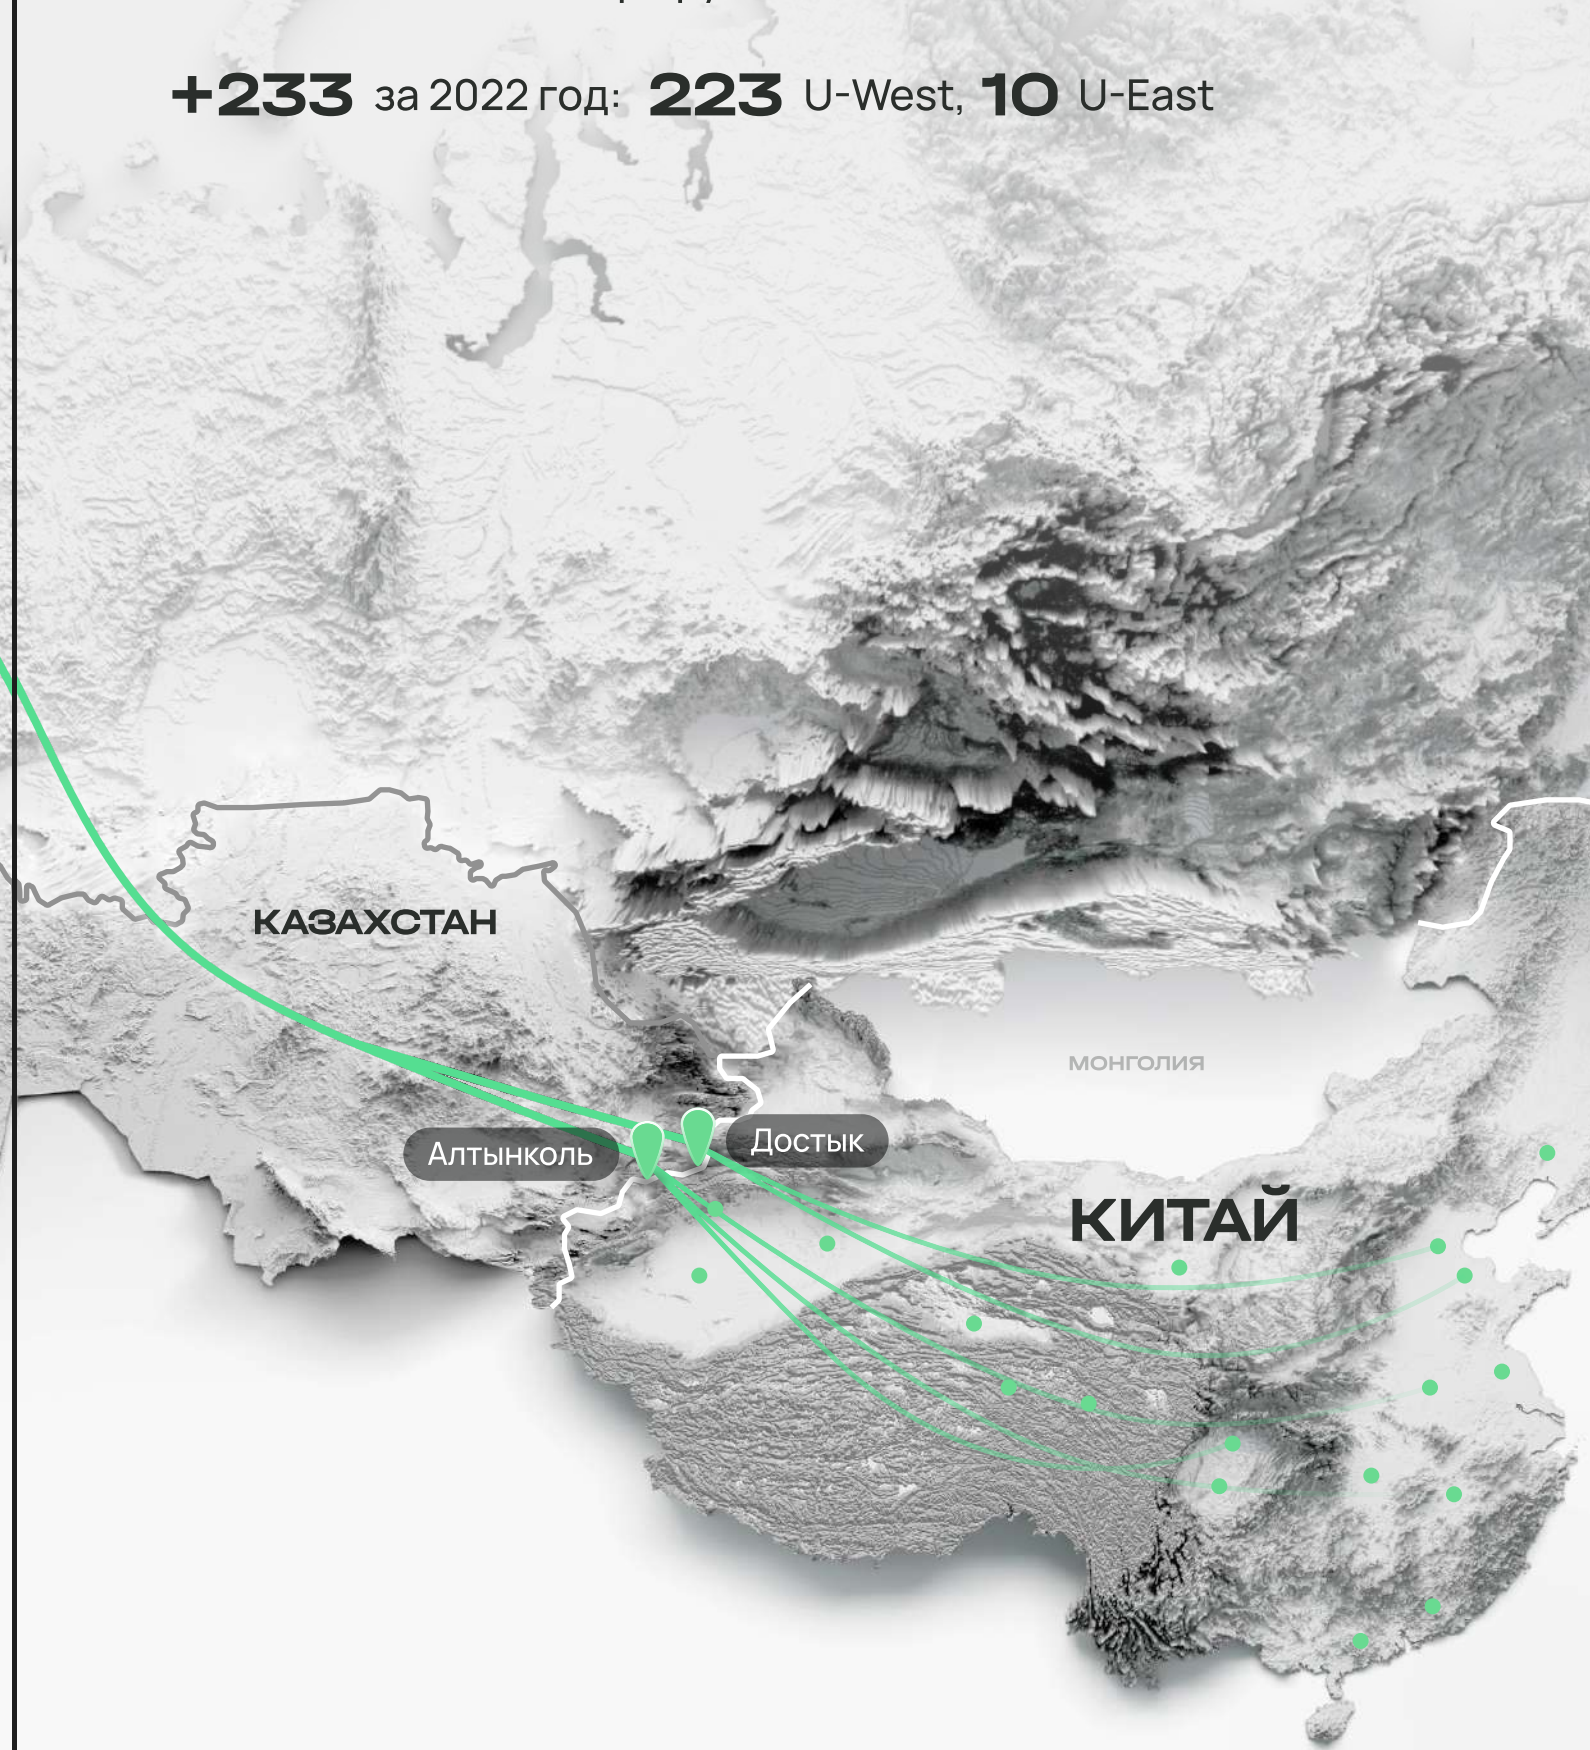 +233 за 2022 год: 223 U-West, 10 U-East
КАЗАХСТАН
МОНГОЛИЯ
Алтынколь
Достык
КИТАЙ